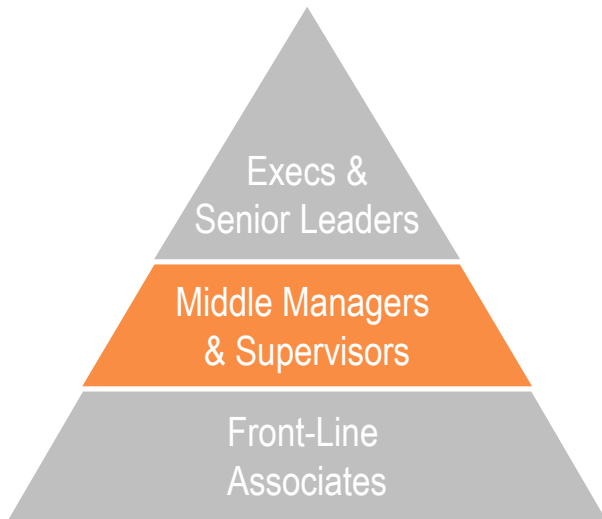 Execs &
Senior Leaders
Middle Managers
& Supervisors
Front-Line
Associates